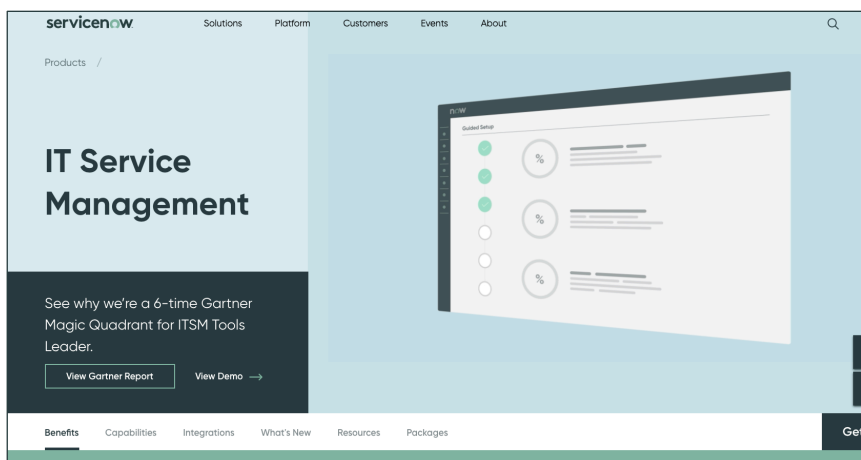 servicenow
Solutions Platform Customers Events About
Products /
now
Guided Setup
%
%
%
IT Service
Management
See why we're a 6-time Gartner
Magic Quadrant for ITSM Tools
Leader.
View Gartner Report View Demo →
Benefits Capabilities Integrations What's New Resources Packages